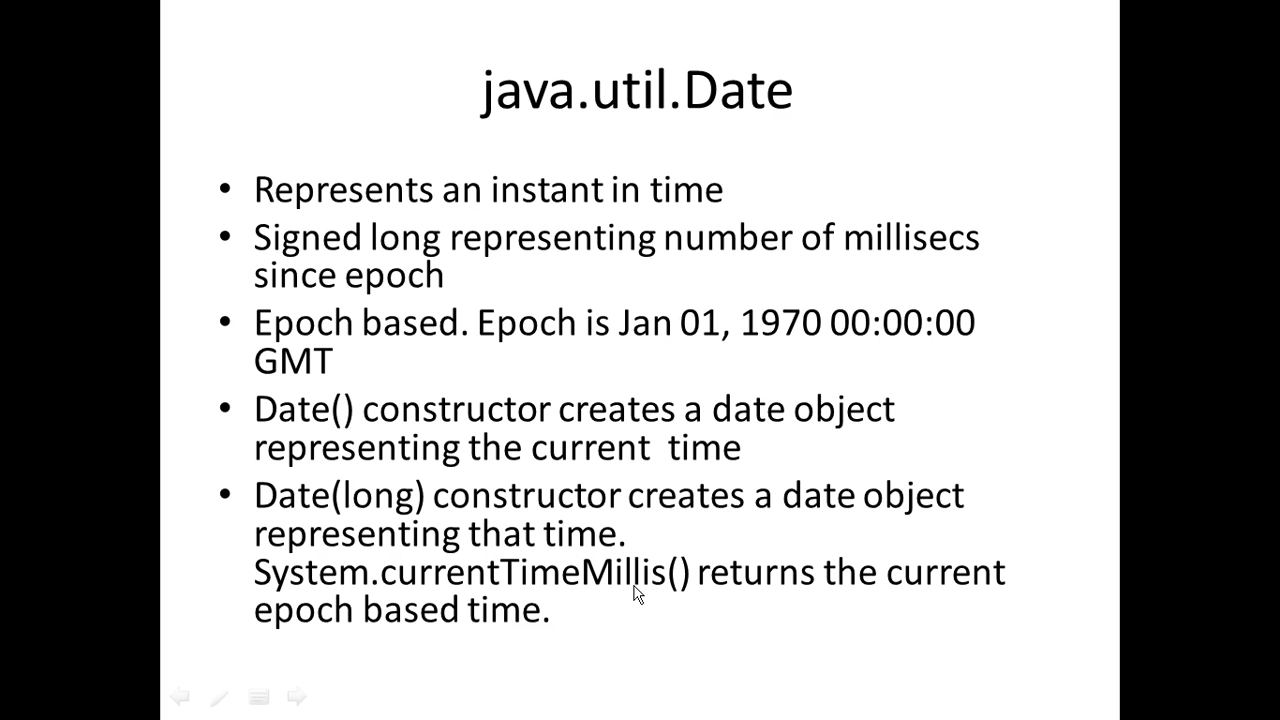 java.util.Date
• Represents an instant in time
• Signed long representing number of millisecs
since epoch
• Epoch based. Epoch is Jan 01, 1970 00:00:00
GMT
• Date() constructor creates a date object
representing the current  time
• Date(long) constructor creates a date object
representing that time.
System.currentTimeMillis() returns the current
epoch based time.